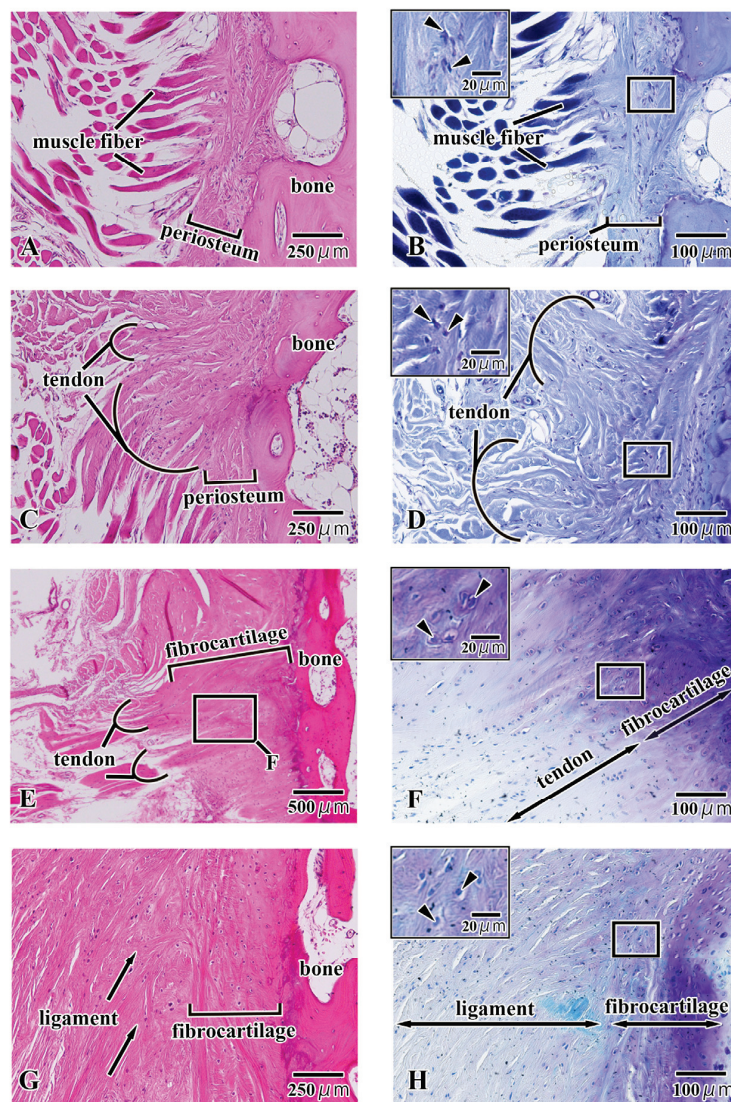 muscle fiber
bone
periosteum
A
250 μm
20 μm
muscle fiber
periosteum
B
100 μm
bone
tendon
periosteum
C
250 μm
20 μm
tendon
D
100 μm
fibrocartilage
bone
tendon
F
E
500 μm
20 μm
fibrocartilage
tendon
F
100 μm
ligament
bone
fibrocartilage
G
250 μm
20 μm
ligament
fibrocartilage
H
100 μm